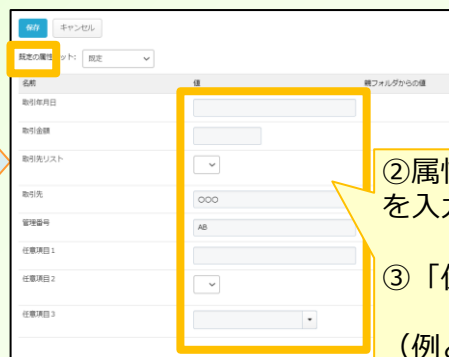 保存 キャンセル
既定の属性セット: 既定
名前 値 親フォルダからの値
取引年月日
取引金額
取引先リスト
取引先 〇〇〇
管理番号 AB
任意項目1
任意項目2
任意項目3
②属
を入
③「
（例